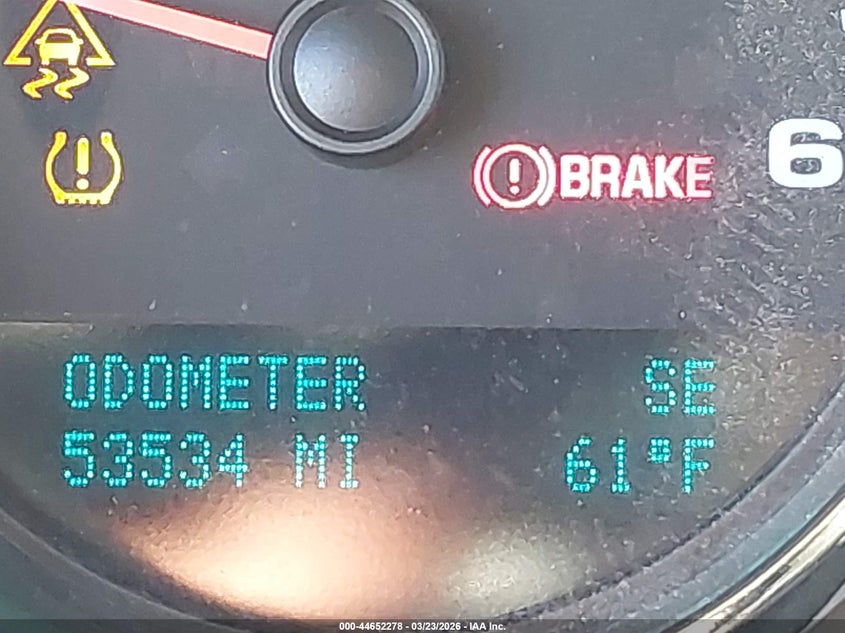 BRAKE
6
ODOMETER SE
53534 MI 61°F
000-44652278 - 03/23/2026 - IAA Inc.